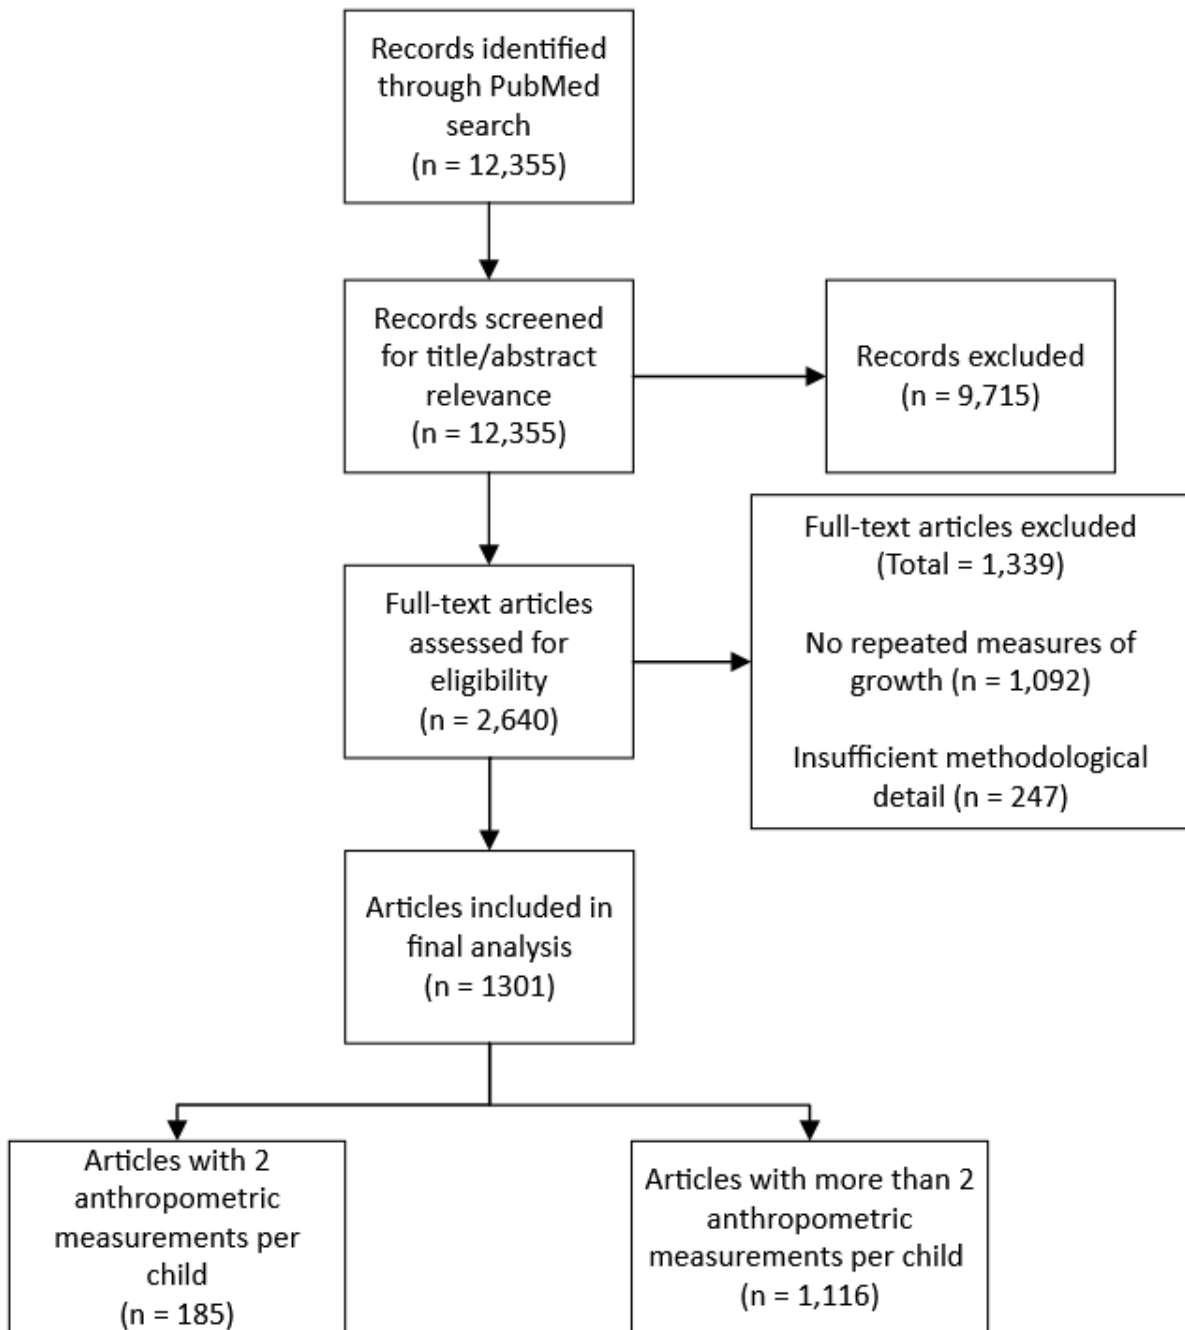 Records identified
through PubMed
search
(n = 12,355)
Records screened
for title/abstract
relevance
(n = 12,355)
Records excluded
(n = 9,715)
Full-text articles
assessed for
eligibility
(n = 2,640)
Full-text articles excluded
(Total = 1,339)
No repeated measures of
growth (n = 1,092)
Insufficient methodological
detail (n = 247)
Articles included in
final analysis
(n = 1301)
Articles with 2
anthropometric
measurements per
child
(n = 185)
Articles with more than 2
anthropometric
measurements per child
(n = 1,116)